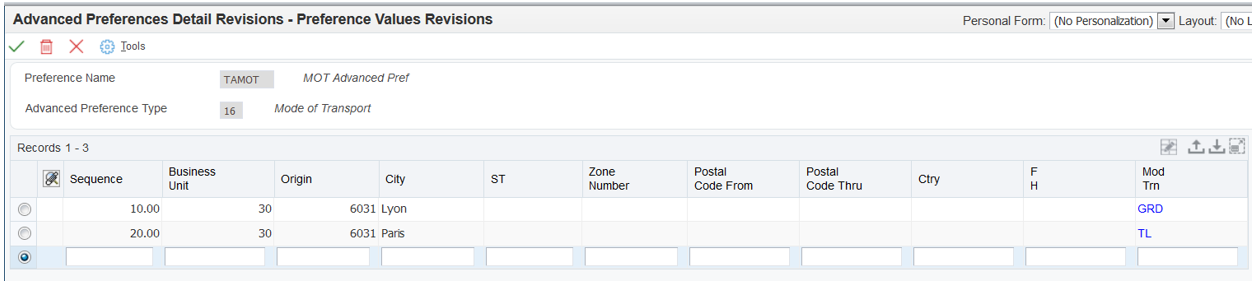 Advanced Preferences Detail Revisions - Preference Values Revisions
Personal Form: (No Personalization) Layout: (No L
Tools
Preference Name TAMOT MOT Advanced Pref
Advanced Preference Type 16 Mode of Transport
Records 1 - 3
Sequence Business Unit Origin City ST Zone Number Postal Code From Postal Code Thru Ctry F H Mod Trn
10.00 30 6031 Lyon GRD
20.00 30 6031 Paris TL